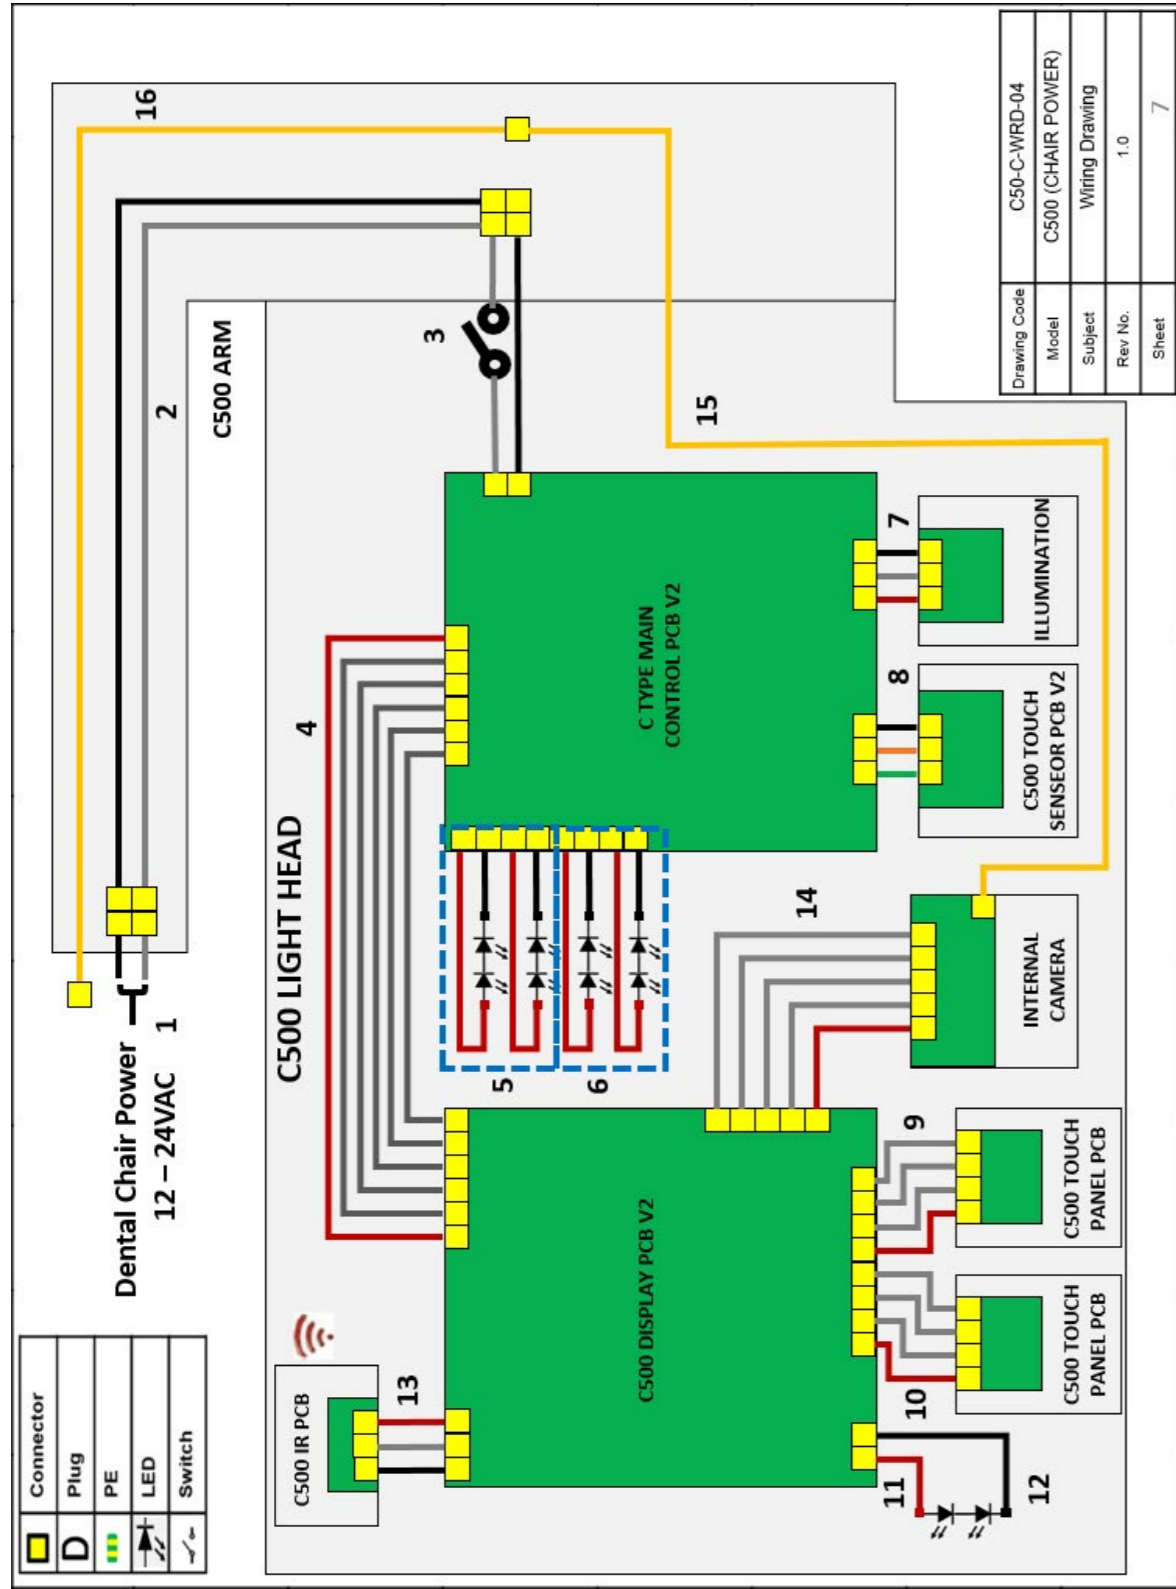 Connector
Plug
D
PE
LED
Switch
Dental Chair Power
12 – 24VAC
1
2
16
C500 ARM
C500 LIGHT HEAD
3
4
C500 IR PCB
13
5
6
C TYPE MAIN
CONTROL PCB V2
C500 DISPLAY PCB V2
15
14
7
8
9
10
11
12
ILLUMINATION
C500 TOUCH
SENSEOR PCB V2
INTERNAL
CAMERA
C500 TOUCH
PANEL PCB
C500 TOUCH
PANEL PCB
Drawing Code C50-C-WRD-04
Model C500 (CHAIR POWER)
Subject Wiring Drawing
Rev No. 1.0
Sheet 7